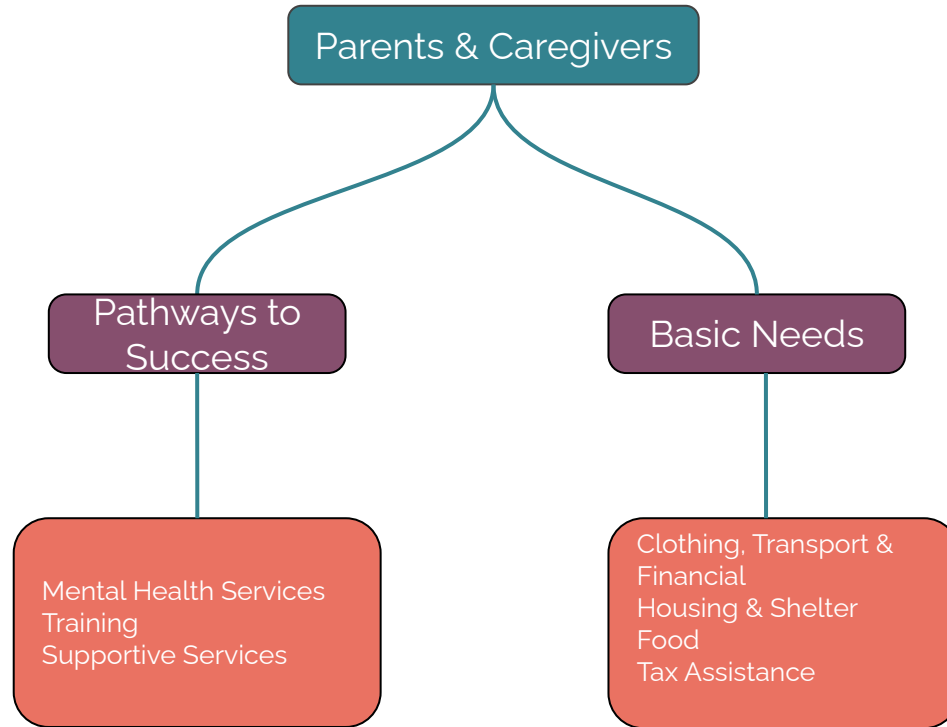 Parents & Caregivers
Pathways to
Success
Basic Needs
Mental Health Services
Training
Supportive Services
Clothing, Transport &
Financial
Housing & Shelter
Food
Tax Assistance